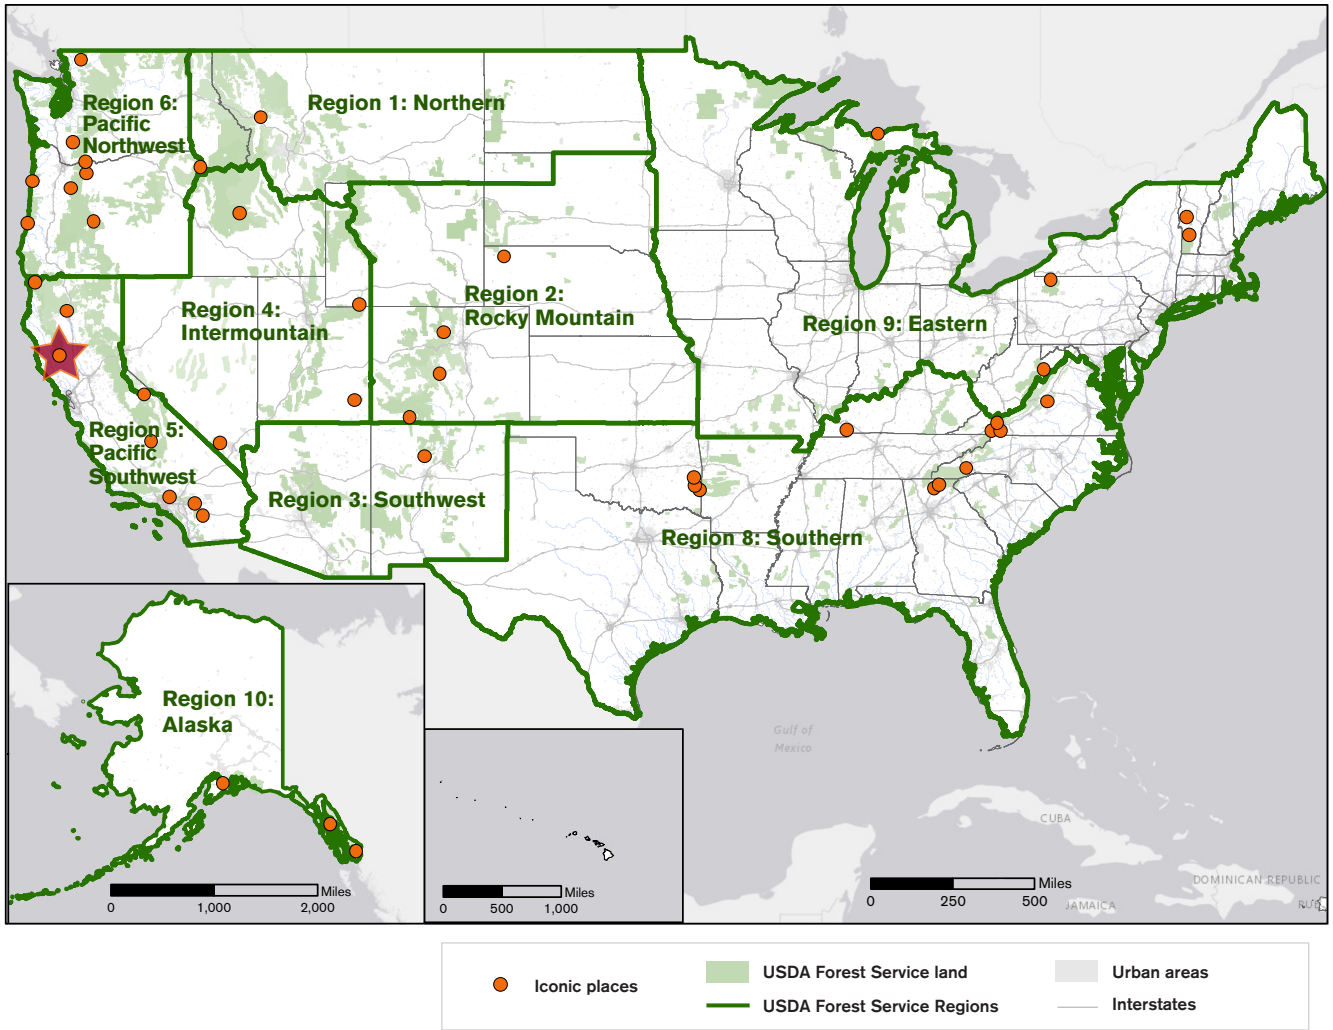 Region 6:
Pacific
Northwest
Region 1: Northern
Region 4:
Intermountain
Region 2:
Rocky Mountain
Region 9: Eastern
Region 5:
Pacific
Southwest
Region 3: Southwest
Region 8: Southern
Region 10:
Alaska
Gulf of
Mexico
CUBA
DOMINICAN REPUBLIC
JAMAICA
Miles
0 1,000 2,000
Miles
0 500 1,000
Miles
0 250 500
Iconic places
USDA Forest Service land
USDA Forest Service Regions
Urban areas
Interstates